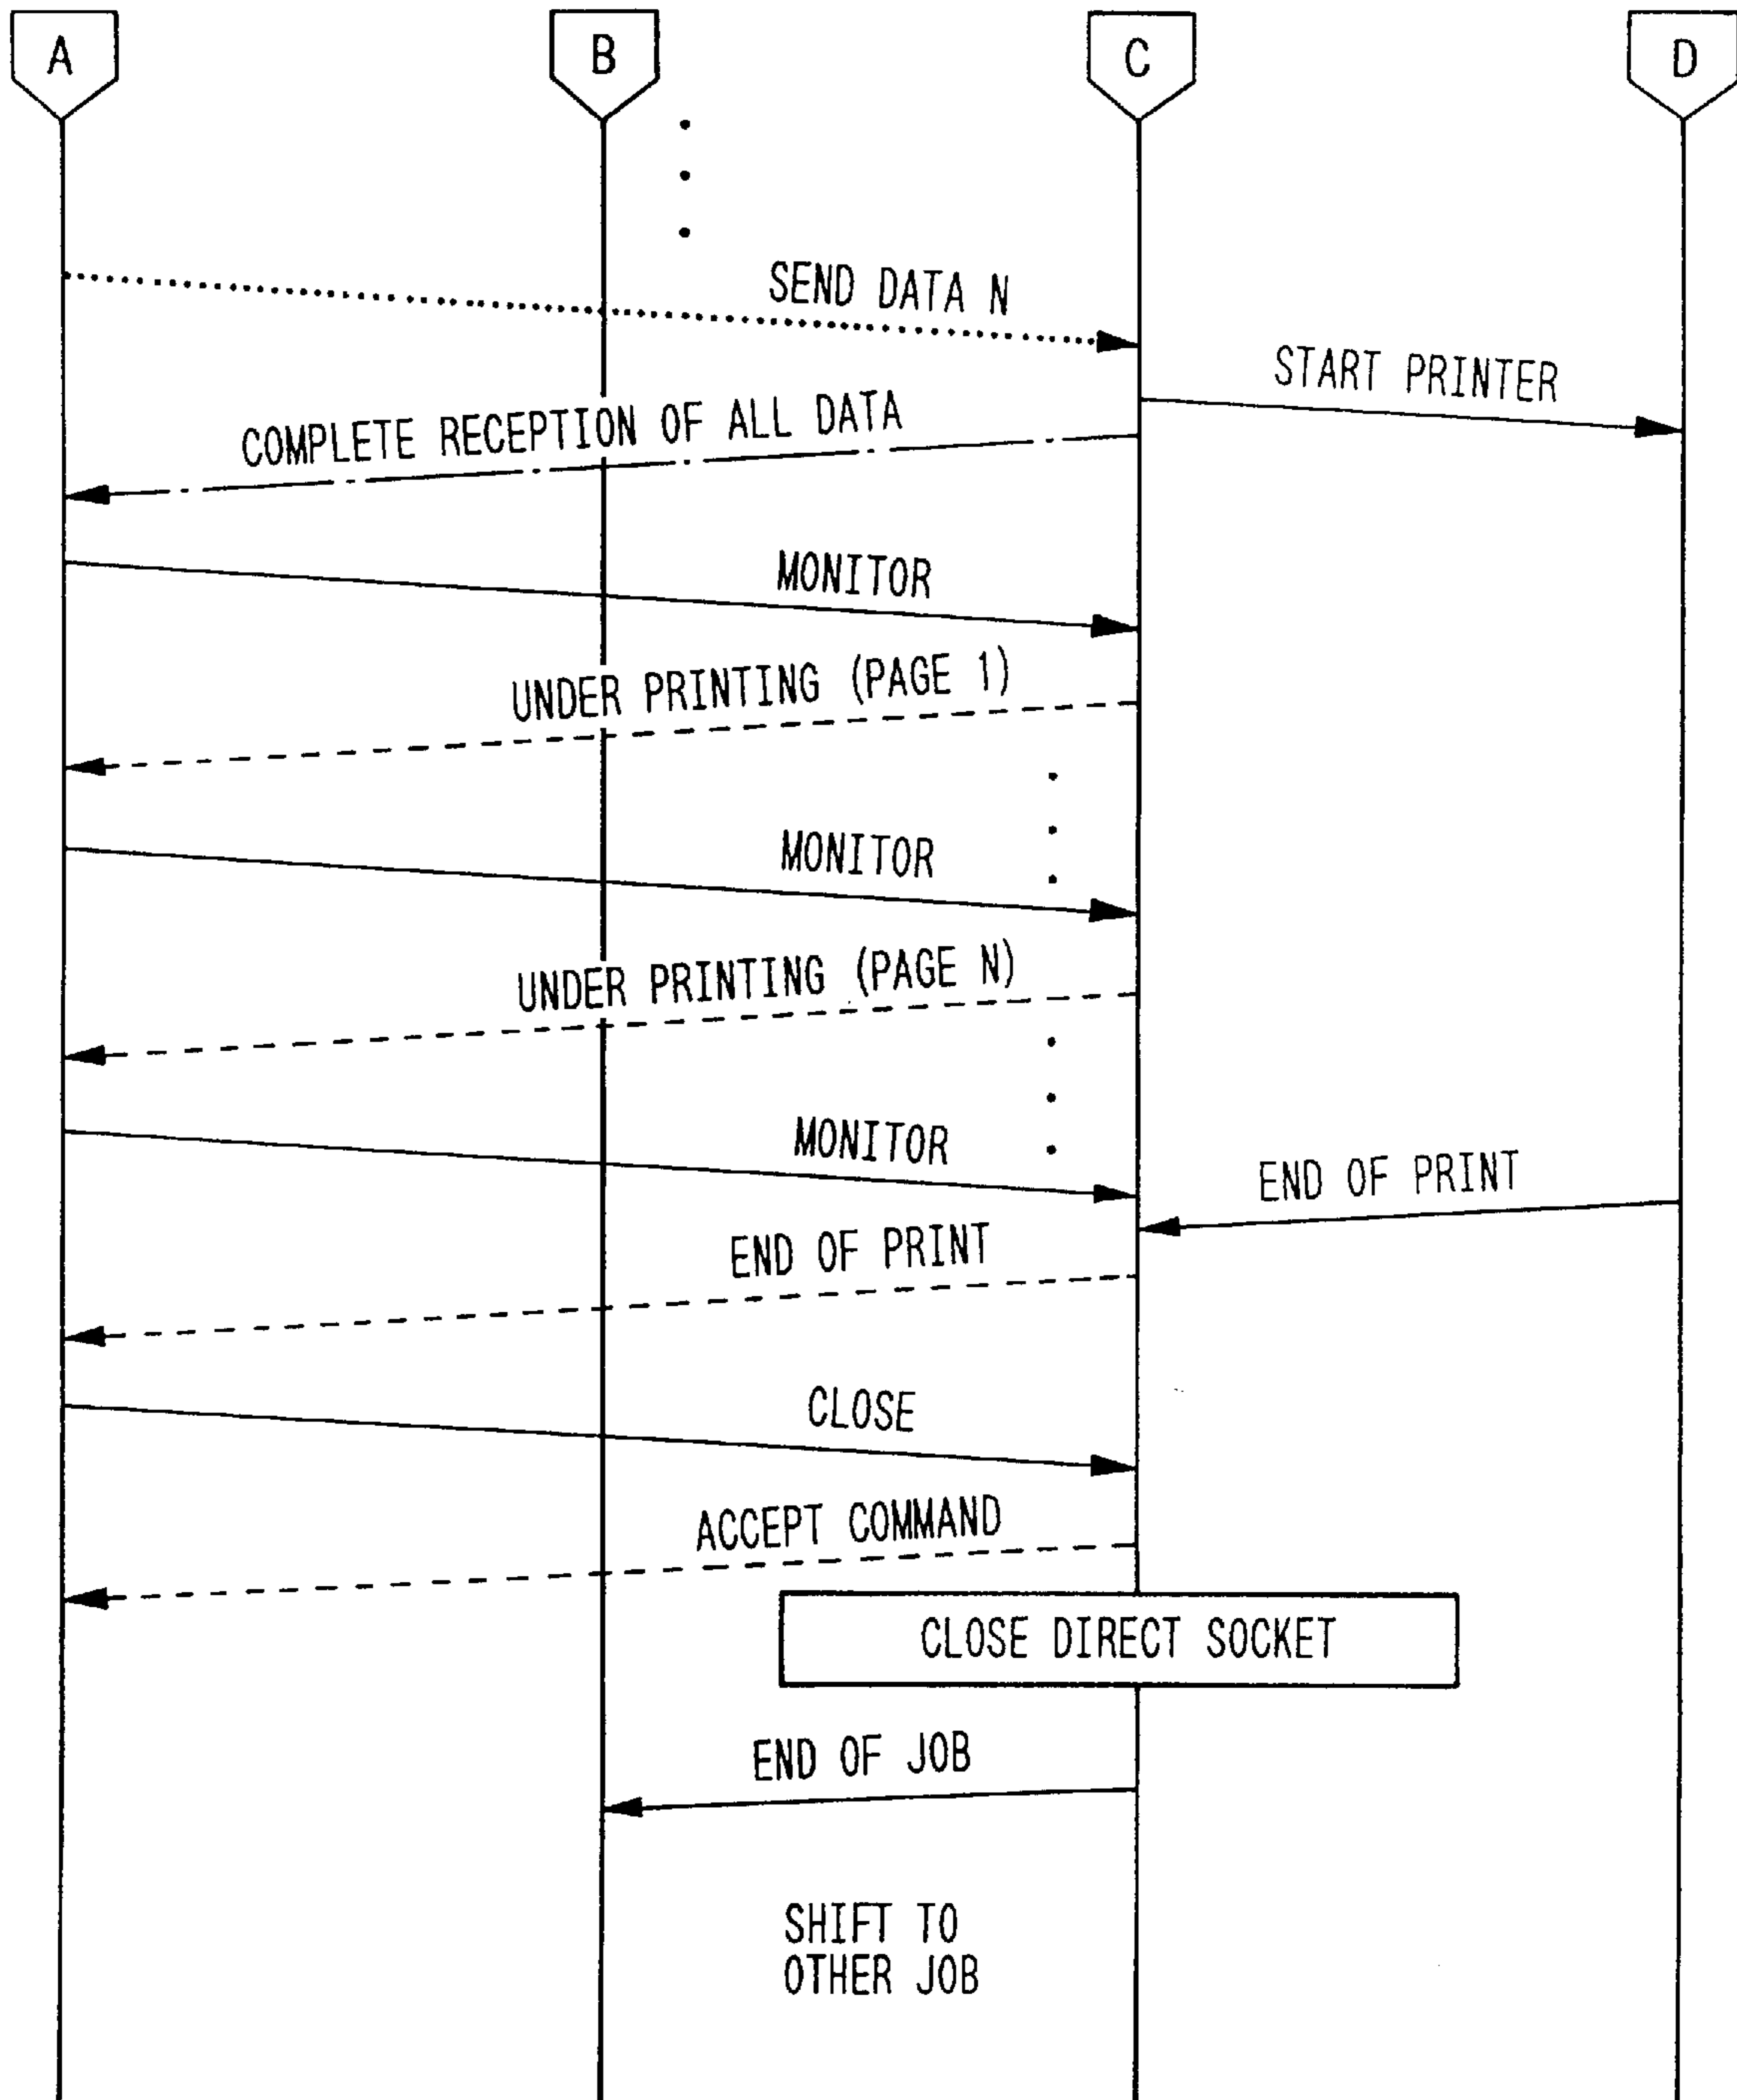 A
B
C
D
SEND DATA N
START PRINTER
COMPLETE RECEPTION OF ALL DATA
MONITOR
UNDER PRINTING (PAGE 1)
MONITOR
UNDER PRINTING (PAGE N)
MONITOR
END OF PRINT
END OF PRINT
CLOSE
ACCEPT COMMAND
CLOSE DIRECT SOCKET
END OF JOB
SHIFT TO
OTHER JOB